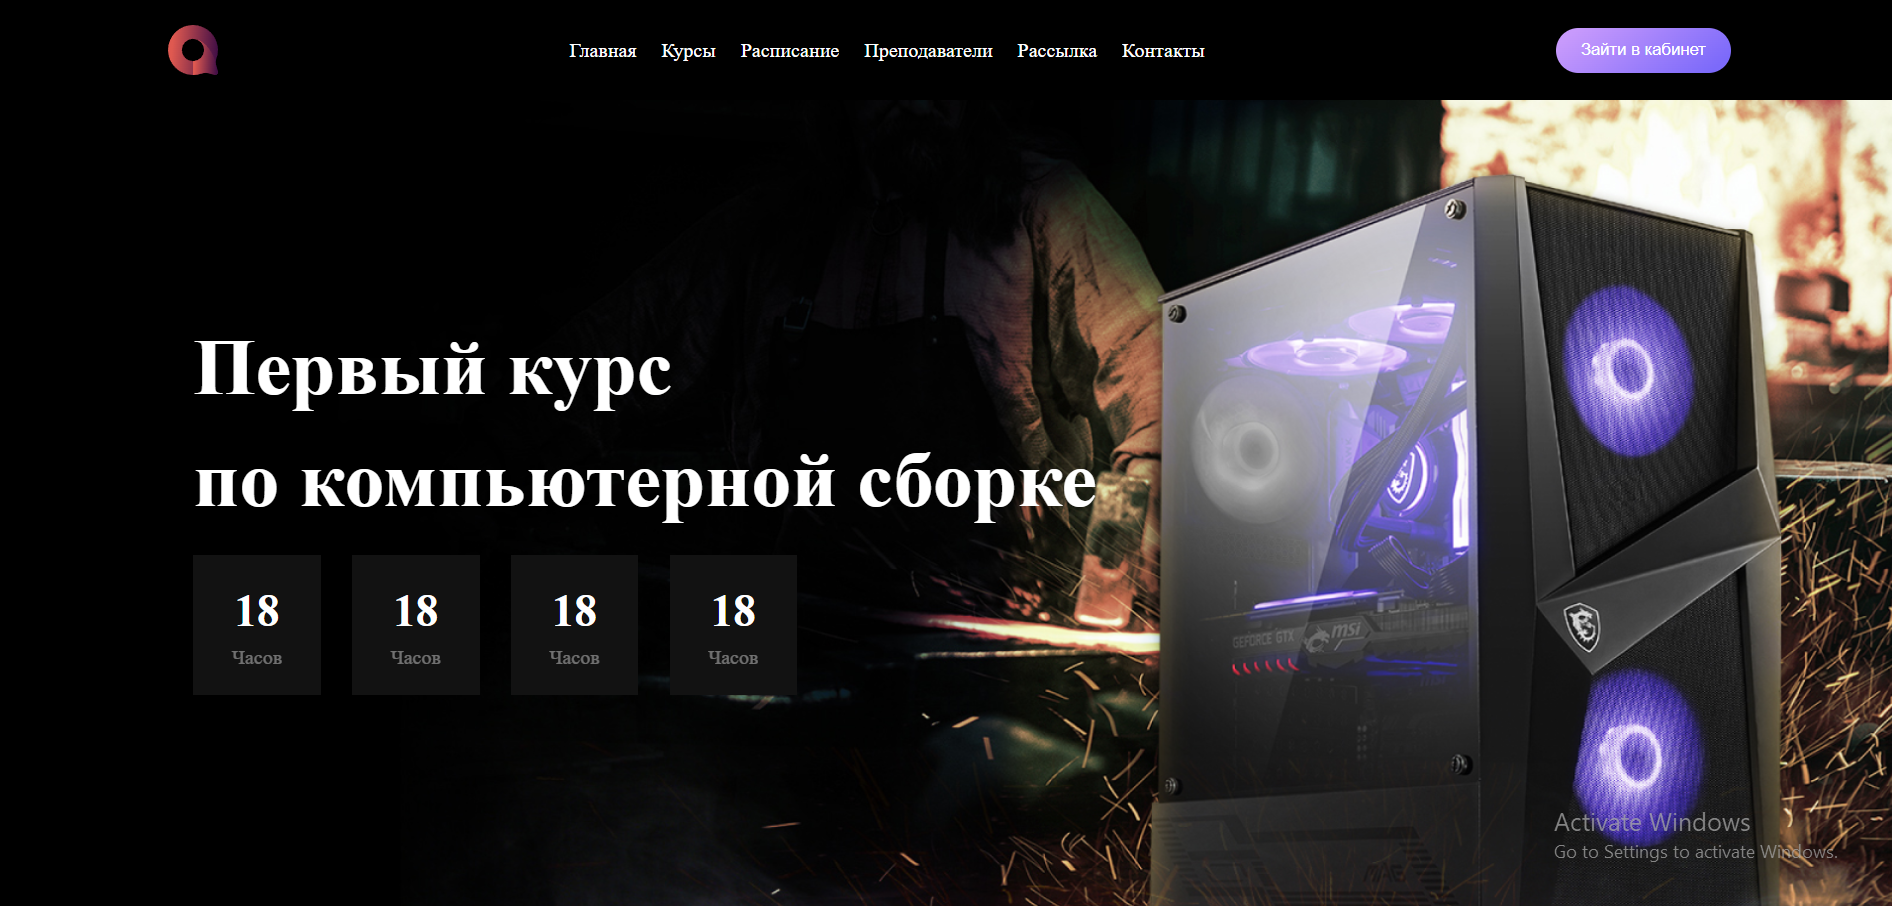 Главная Курсы Расписание Преподаватели Рассылка Контакты
Зайти в кабинет
Первый курс
по компьютерной сборке
18 18 18 18
Часов Часов Часов Часов
GEFORCE GTX msi
Activate Windows
Go to Settings to activate Windows.